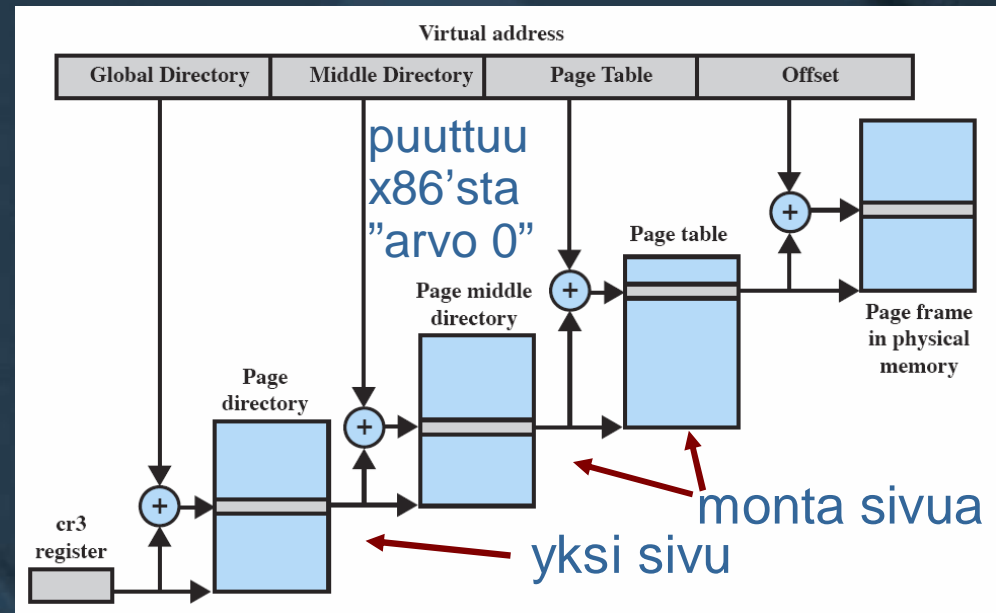 Virtual address
Global Directory
Middle Directory
Page Table
Offset
puuttuu
x86’sta
”arvo 0”
+
Page table
+
Page middle
directory
Page frame
in physical
memory
Page
directory
+
+
cr3
register
monta sivua
yksi sivu